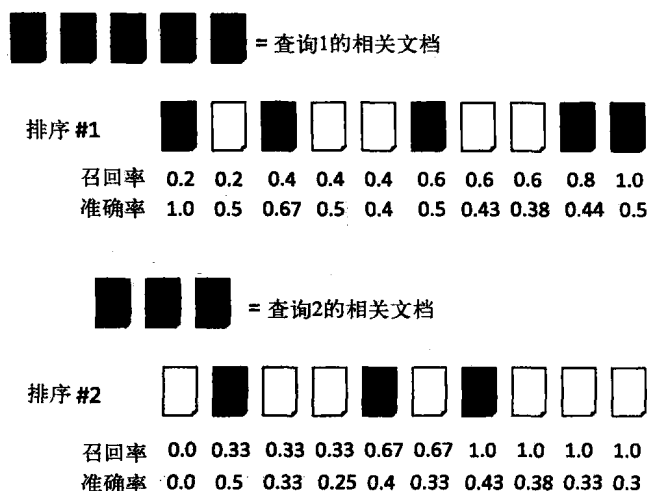 = 查询1的相关文档
排序 #1
召回率 0.2 0.2 0.4 0.4 0.4 0.6 0.6 0.6 0.8 1.0
准确率 1.0 0.5 0.67 0.5 0.4 0.5 0.43 0.38 0.44 0.5
= 查询2的相关文档
排序 #2
召回率 0.0 0.33 0.33 0.33 0.67 0.67 1.0 1.0 1.0 1.0
准确率 0.0 0.5 0.33 0.25 0.4 0.33 0.43 0.38 0.33 0.3